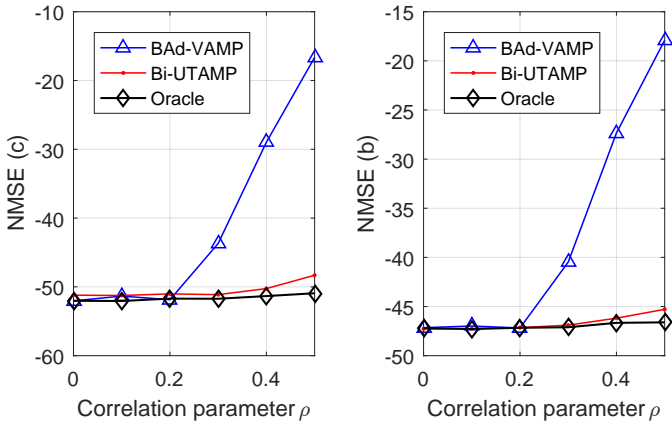 -10
-20
-30
-40
-50
-60
NMSE (c)
BAd-VAMP
Bi-UTAMP
Oracle
0
0.2
0.4
Correlation parameter ρ
-15
-20
-25
-30
-35
-40
-45
-50
NMSE (b)
BAd-VAMP
Bi-UTAMP
Oracle
0
0.2
0.4
Correlation parameter ρ